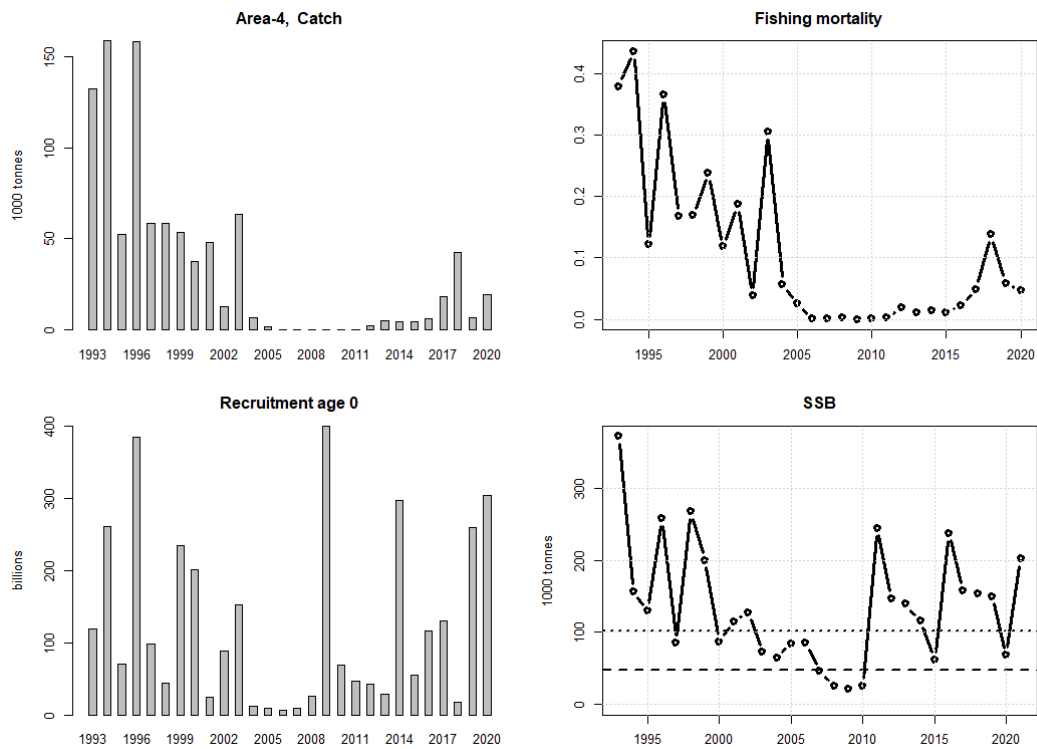 Area-4, Catch
1000 tonnes
150
100
50
0
1993 1996 1999 2002 2005 2008 2011 2014 2017 2020
Fishing mortality
0.4
0.3
0.2
0.1
0.0
1995 2000 2005 2010 2015 2020
Recruitment age 0
billions
400
300
200
100
0
1993 1996 1999 2002 2005 2008 2011 2014 2017 2020
SSB
1000 tonnes
300
200
100
0
1995 2000 2005 2010 2015 2020